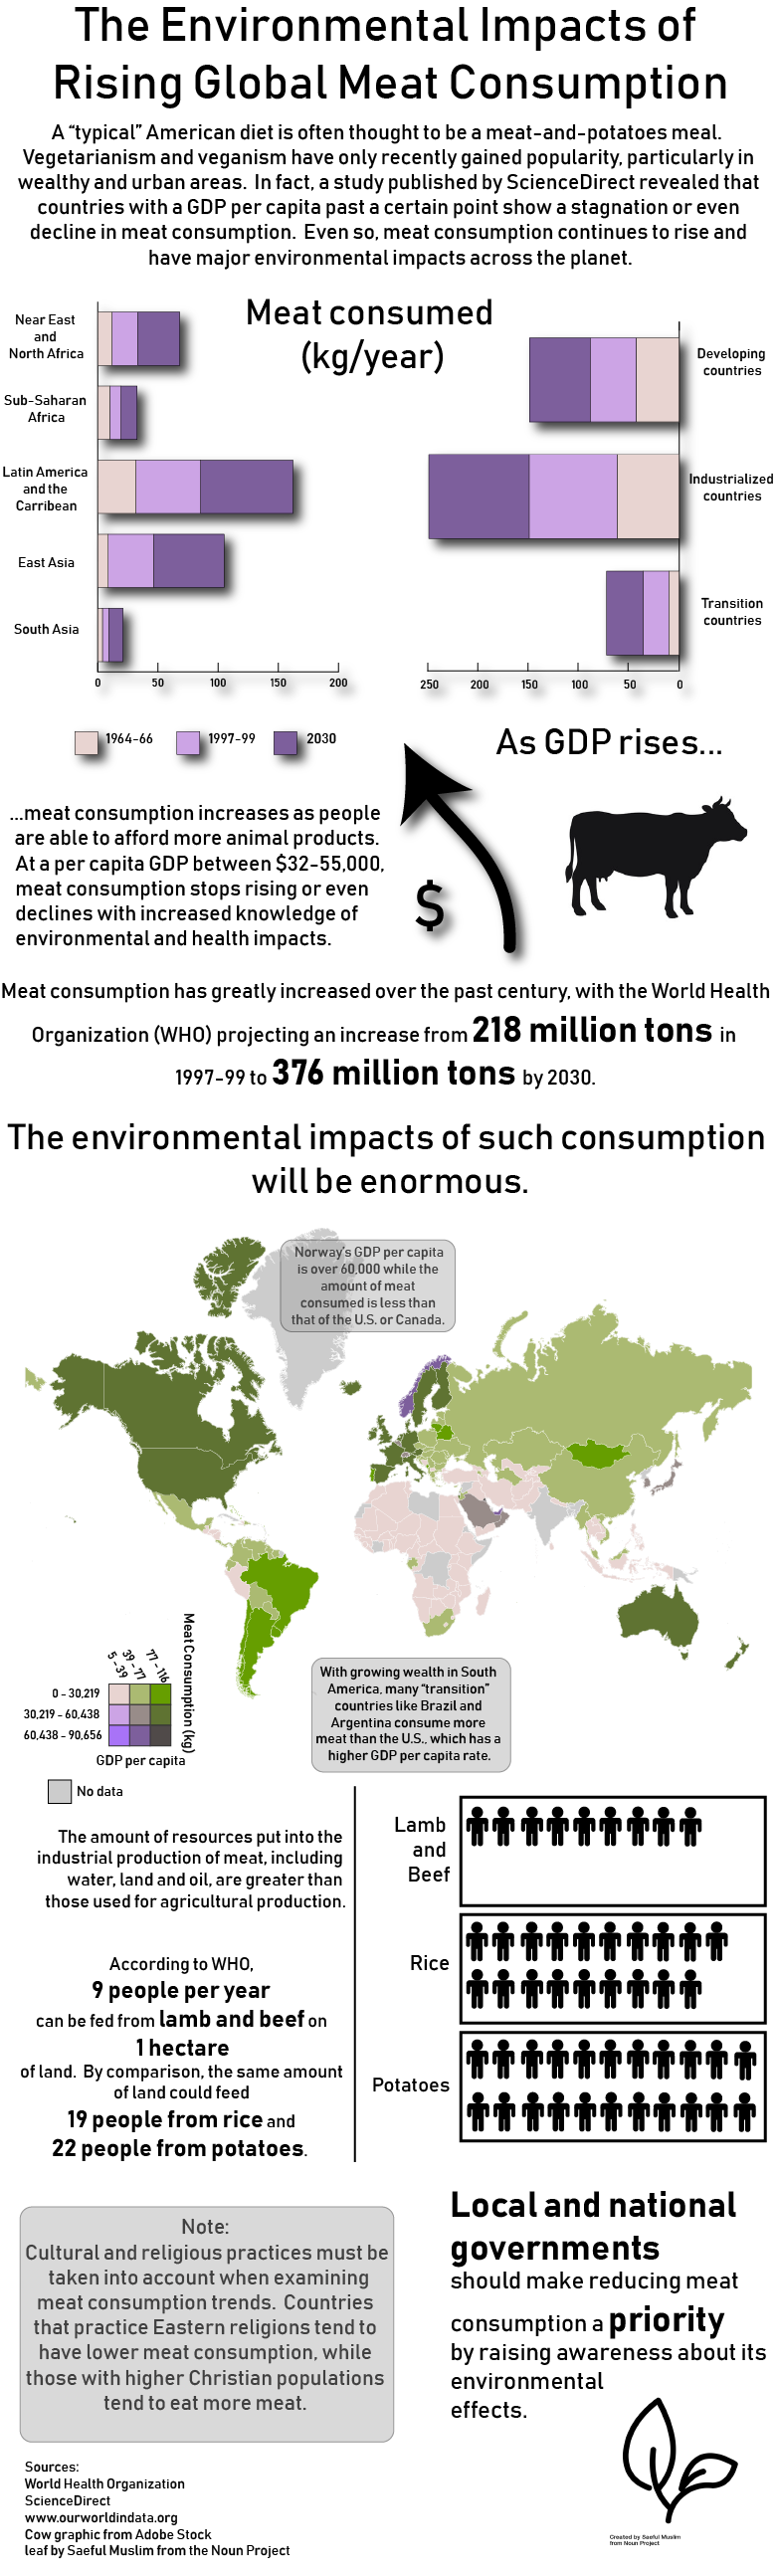 The Environmental Impacts of
Rising Global Meat Consumption
A “typical” American diet is often thought to be a meat-and-potatoes meal.
Vegetarianism and veganism have only recently gained popularity, particularly in
wealthy and urban areas. In fact, a study published by ScienceDirect revealed that
countries with a GDP per capita past a certain point show a stagnation or even
decline in meat consumption. Even so, meat consumption continues to rise and
have major environmental impacts across the planet.
Meat consumed
(kg/year)
Near East
and
North Africa
Sub-Saharan
Africa
Latin America
and the
Carribean
East Asia
South Asia
0 50 100 150 200
Developing
countries
Industrialized
countries
Transition
countries
250 200 150 100 50 0
1964-66 1997-99 2030
As GDP rises...
...meat consumption increases as people
are able to afford more animal products.
At a per capita GDP between $32-55,000,
meat consumption stops rising or even
declines with increased knowledge of
environmental and health impacts.
$
Meat consumption has greatly increased over the past century, with the World Health
Organization (WHO) projecting an increase from 218 million tons in
1997-99 to 376 million tons by 2030.
The environmental impacts of such consumption
will be enormous.
Norway's GDP per capita
is over 60,000 while the
amount of meat
consumed is less than
that of the U.S. or Canada.
With growing wealth in South
America, many “transition”
countries like Brazil and
Argentina consume more
meat than the U.S., which has a
higher GDP per capita rate.
Meat Consumption (kg)
5 - 39
39 - 77
77 - 116
0 - 30,219
30,219 - 60,438
60,438 - 90,656
GDP per capita
No data
The amount of resources put into the
industrial production of meat, including
water, land and oil, are greater than
those used for agricultural production.
According to WHO,
9 people per year
can be fed from lamb and beef on
1 hectare
of land. By comparison, the same amount
of land could feed
19 people from rice and
22 people from potatoes.
Lamb
and
Beef
Rice
Potatoes
Note:
Cultural and religious practices must be
taken into account when examining
meat consumption trends. Countries
that practice Eastern religions tend to
have lower meat consumption, while
those with higher Christian populations
tend to eat more meat.
Local and national
governments
should make reducing meat
consumption a priority
by raising awareness about its
environmental
effects.
Created by Saeful Muslim
from Noun Project
Sources:
World Health Organization
ScienceDirect
www.ourworldindata.org
Cow graphic from Adobe Stock
leaf by Saeful Muslim from the Noun Project